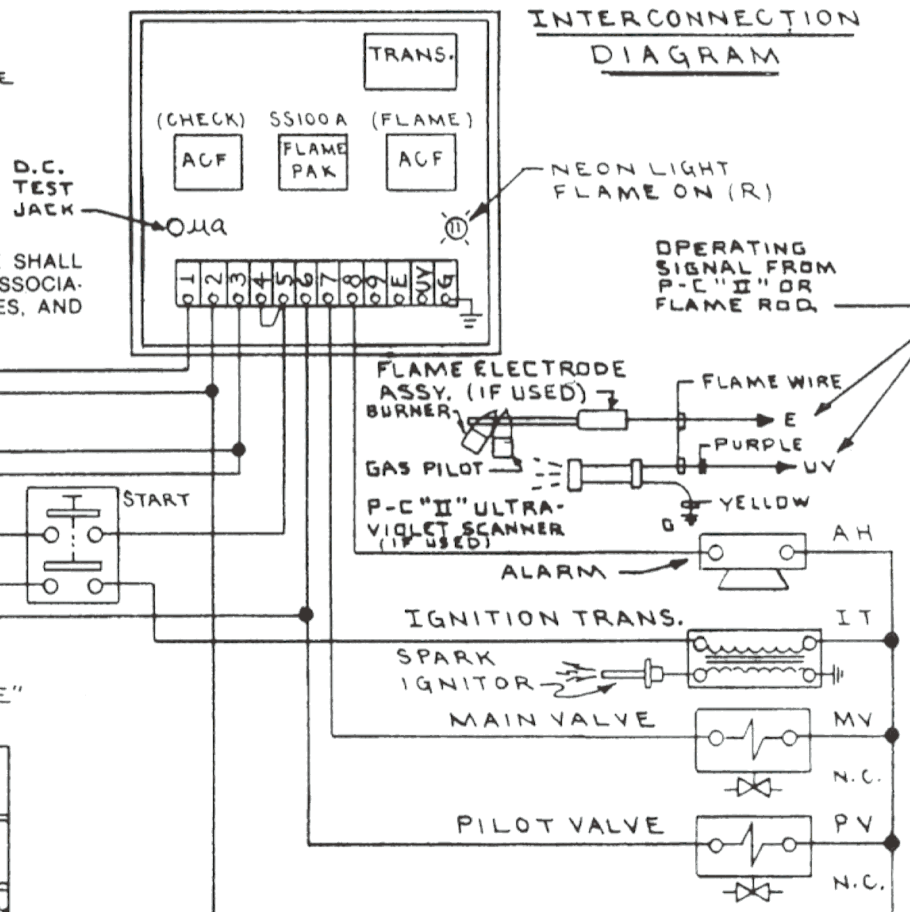 INTERCONNECTION
DIAGRAM
E
TRANS.
(CHECK) SS100A (FLAME)
ACF
FLAME
PAK
ACF
D.C.
TEST
JACK
μa
NEON LIGHT
FLAME ON (R)
SHALL
SSOCIA-
ES, AND
1 2 3 4 5 6 7 8 9 E UV G
OPERATING
SIGNAL FROM
P-C "II" OR
FLAME ROD
FLAME ELECTRODE
ASSY. (IF USED)
BURNER
FLAME WIRE
E
PURPLE
GAS PILOT
UV
P-C "II" ULTRA-
VIOLET SCANNER
(IF USED)
YELLOW
G
START
AH
ALARM
IGNITION TRANS.
IT
SPARK
IGNITOR
E"
MAIN VALVE
MV
N.C.
PILOT VALVE
PV
N.C.